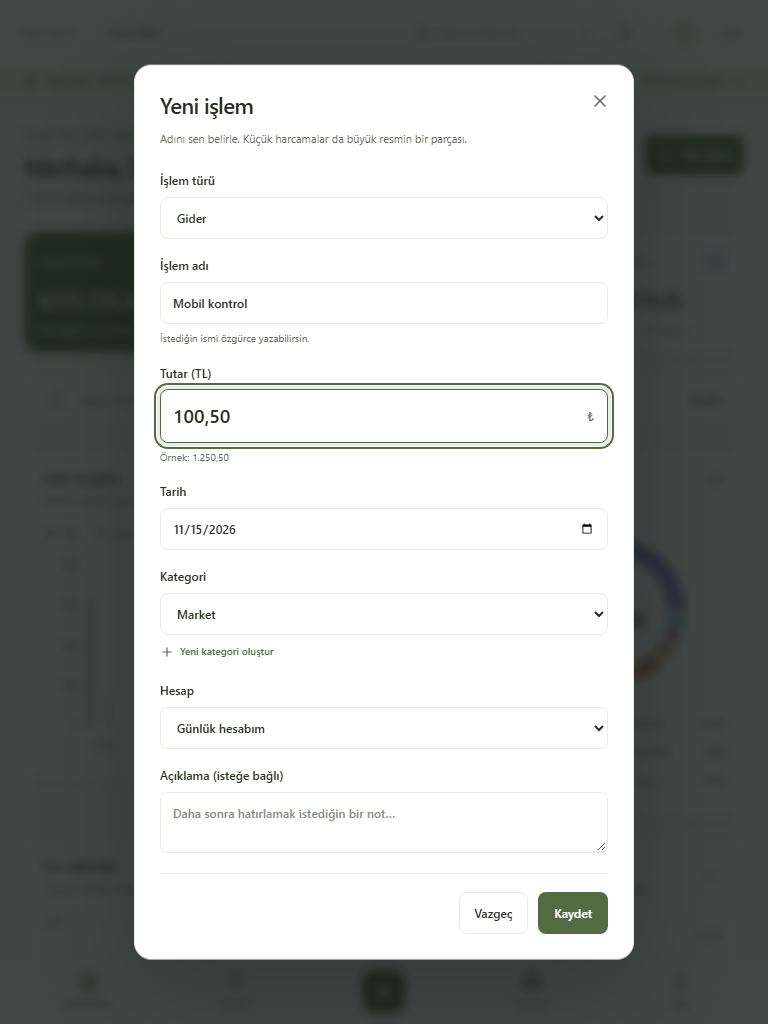 Yeni işlem
Adını sen belirle. Küçük harcamalar da büyük resmin bir parçası.
İşlem türü
Gider
İşlem adı
Mobil kontrol
İstediğin ismi özgürce yazabilirsin.
Tutar (TL)
100,50 ₺
Örnek: 1.250,50
Tarih
11/15/2026
Kategori
Market
Yeni kategori oluştur
Hesap
Günlük hesabım
Açıklama (isteğe bağlı)
Daha sonra hatırlamak istediğin bir not...
Vazgeç Kaydet